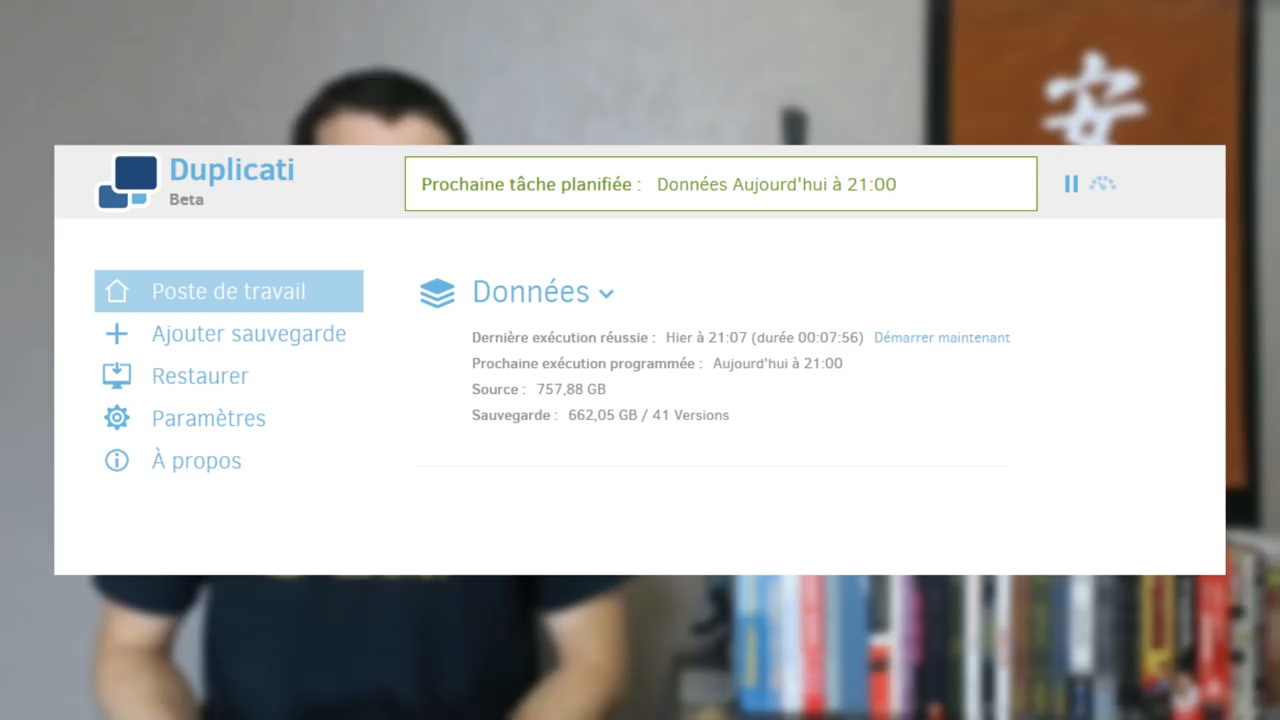 安
Duplicati
Beta
Prochaine tâche planifiée : Données Aujourd'hui à 21:00
Poste de travail
Ajouter sauvegarde
Restaurer
Paramètres
À propos
Données
Dernière exécution réussie : Hier à 21:07 (durée 00:07:56) Démarrer maintenant
Prochaine exécution programmée : Aujourd'hui à 21:00
Source : 757,88 GB
Sauvegarde : 662,05 GB / 41 Versions